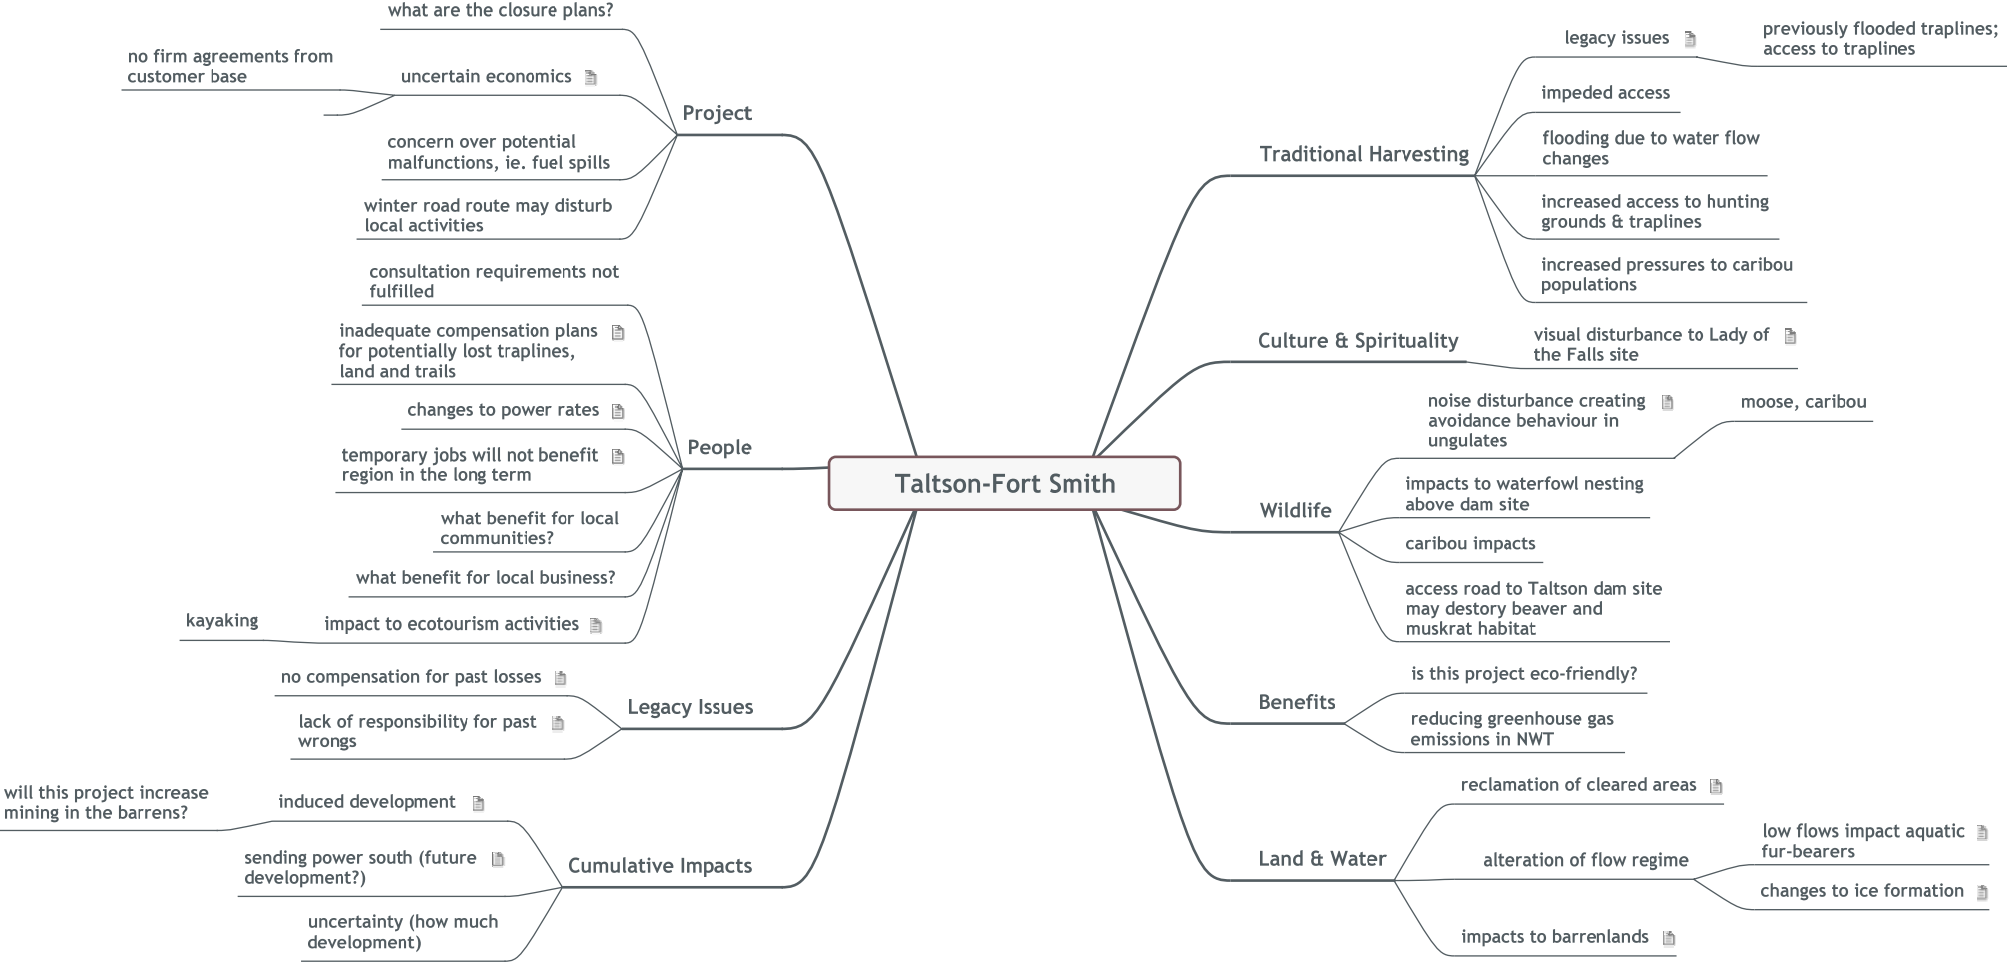 what are the closure plans?
no firm agreements from
customer base
uncertain economics
concern over potential
malfunctions, ie. fuel spills
winter road route may disturb
local activities
Project
consultation requirements not
fulfilled
inadequate compensation plans
for potentially lost traplines,
land and trails
changes to power rates
temporary jobs will not benefit
region in the long term
what benefit for local
communities?
what benefit for local business?
kayaking
impact to ecotourism activities
People
no compensation for past losses
lack of responsibility for past
wrongs
Legacy Issues
will this project increase
mining in the barrens?
induced development
sending power south (future
development?)
uncertainty (how much
development)
Cumulative Impacts
Taltson-Fort Smith
Traditional Harvesting
legacy issues
previously flooded traplines;
access to traplines
impeded access
flooding due to water flow
changes
increased access to hunting
grounds & traplines
increased pressures to caribou
populations
Culture & Spirituality
visual disturbance to Lady of
the Falls site
Wildlife
noise disturbance creating
avoidance behaviour in
ungulates
moose, caribou
impacts to waterfowl nesting
above dam site
caribou impacts
access road to Taltson dam site
may destory beaver and
muskrat habitat
Benefits
is this project eco-friendly?
reducing greenhouse gas
emissions in NWT
Land & Water
reclamation of cleared areas
alteration of flow regime
low flows impact aquatic
fur-bearers
changes to ice formation
impacts to barrenlands